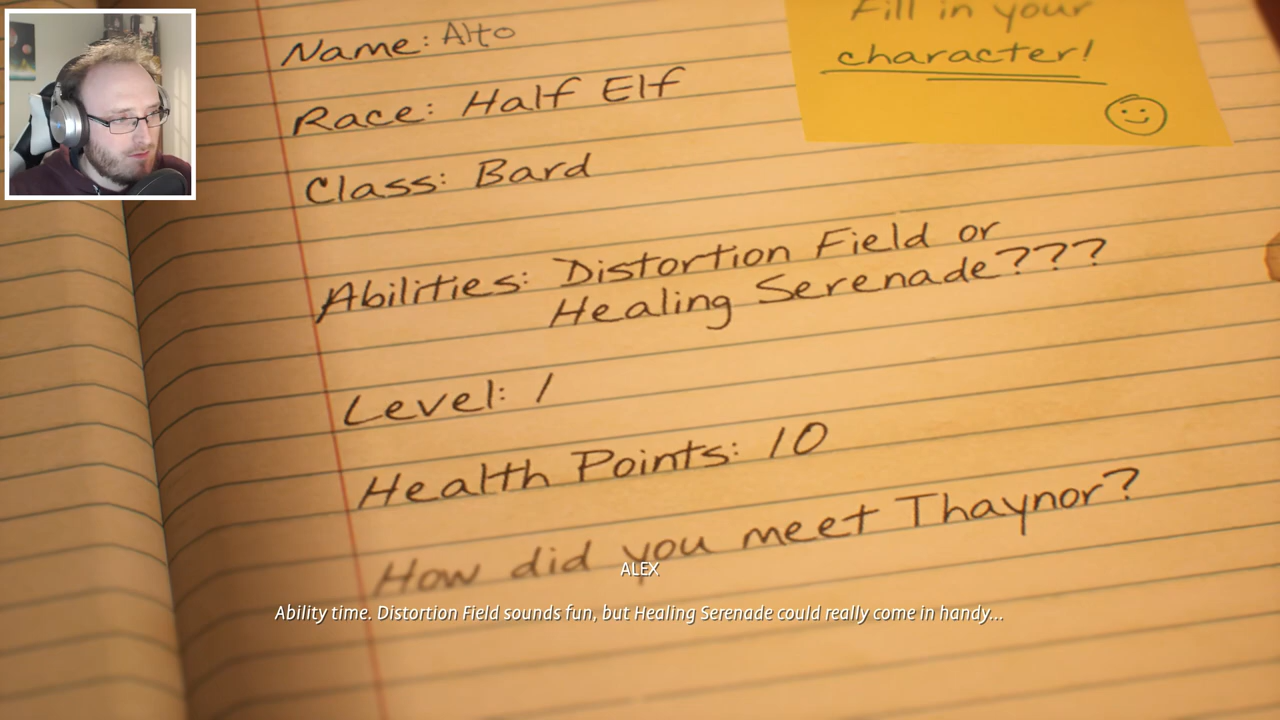 Fill in your
character!
Name: Alto
Race: Half Elf
Class: Bard
Abilities: Distortion Field or
Healing Serenade???
Level: 1
Health Points: 10
How did you meet Thaynor?
ALEX
Ability time. Distortion Field sounds fun, but Healing Serenade could really come in handy...